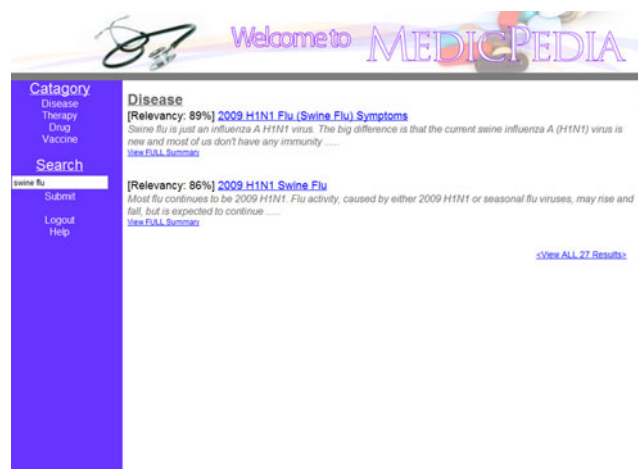 Welcome to MEDICPEDIA
Catagory
Disease
Therapy
Drug
Vaccine
Search
swine flu
Submit
Logout
Help
Disease
[Relevancy: 89%] 2009 H1N1 Flu (Swine Flu) Symptoms
Swine flu is just an influenza A H1N1 virus. The big difference is that the current swine influenza A (H1N1) virus is
new and most of us don't have any immunity ......
View FULL Summary
[Relevancy: 86%] 2009 H1N1 Swine Flu
Most flu continues to be 2009 H1N1. Flu activity, caused by either 2009 H1N1 or seasonal flu viruses, may rise and
fall, but is expected to continue ......
View FULL Summary
<View ALL 27 Results>